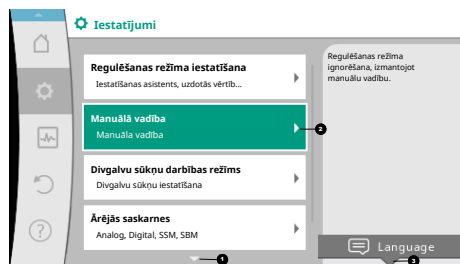 Iestatījumi
Regulēšanas režīma iestatīšana
Iestatīšanas asistents, uzdotās vērtīb...
Manuālā vadība
Manuāla vadība
Divgalvu sūkņu darbības režīms
Divgalvu sūkņu iestatīšana
Ārējās saskarnes
Analog, Digital, SSM, SBM
Regulēšanas režīma
ignorēšana, izmantojot
manuālu vadību.
2
1
Language
3